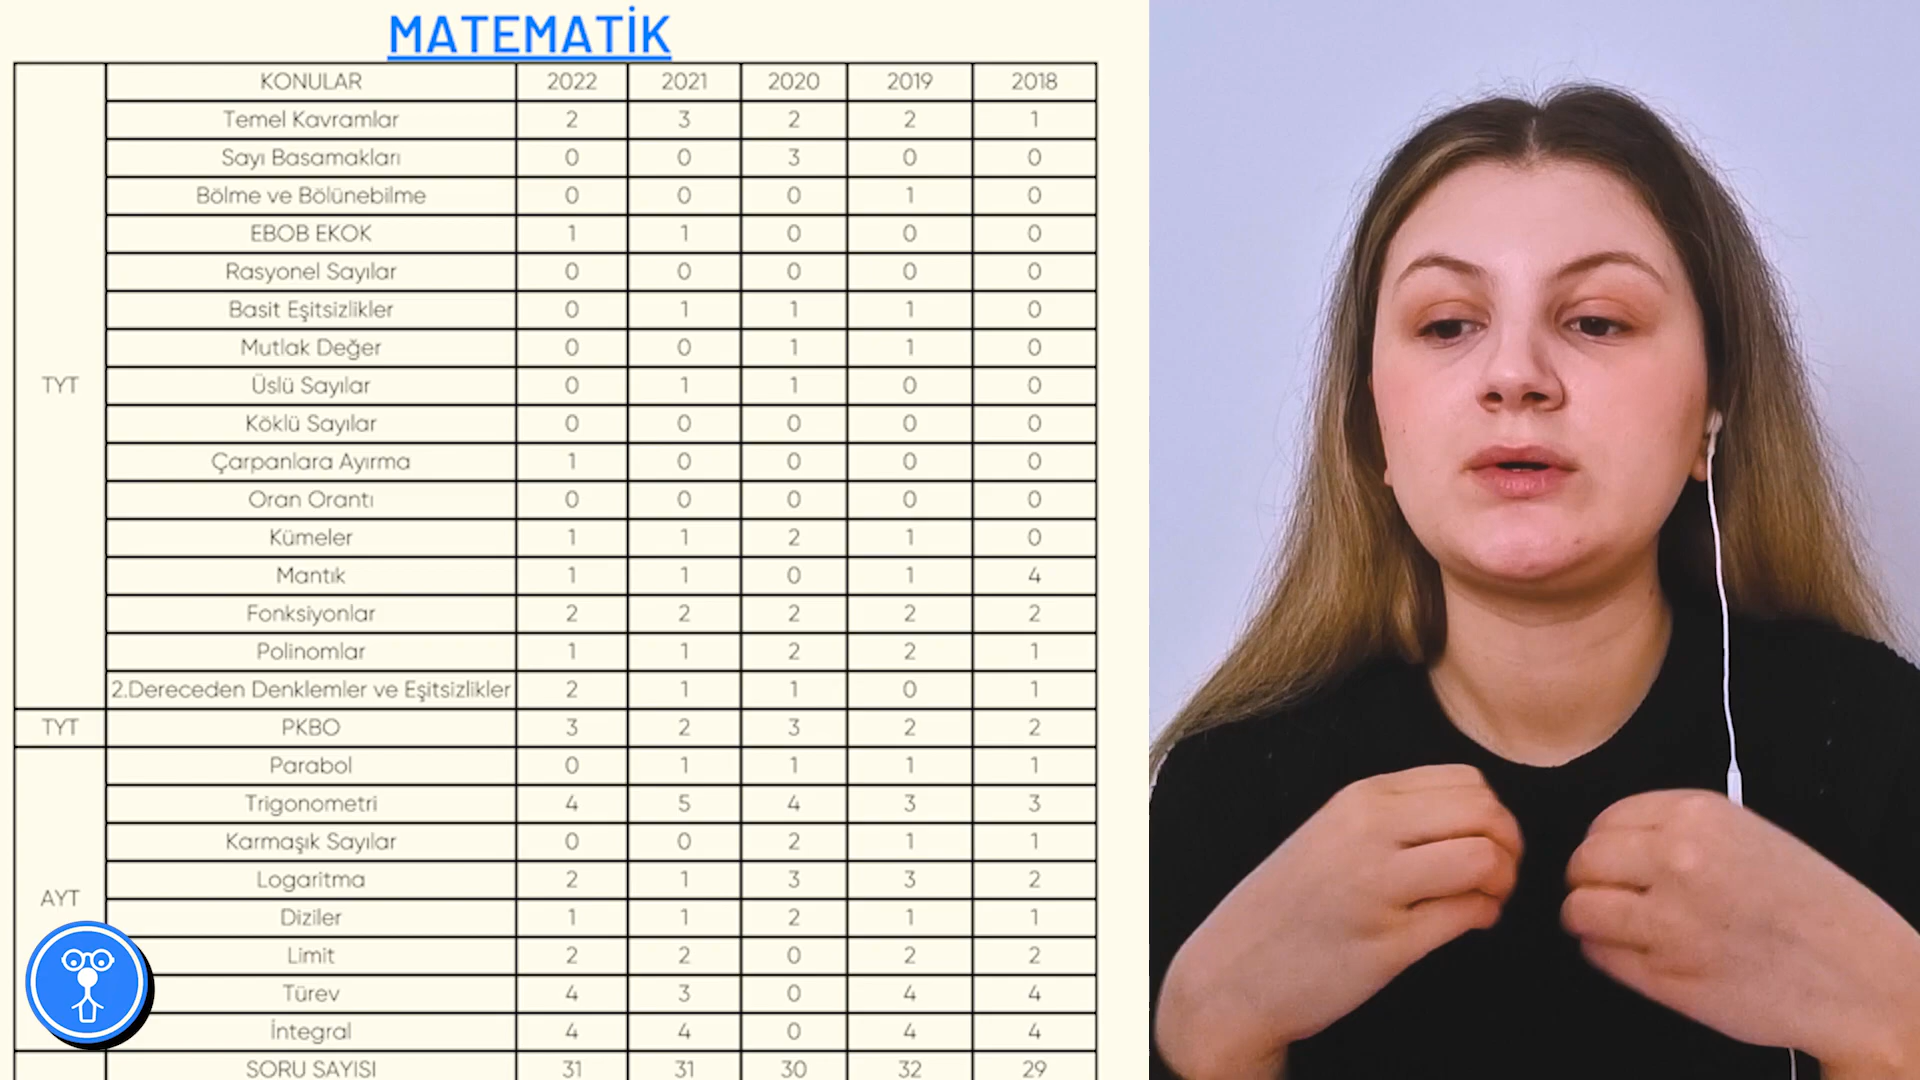 MATEMATİK
KONULAR 2022 2021 2020 2019 2018
Temel Kavramlar 2 3 2 2 1
Sayı Basamakları 0 0 3 0 0
Bölme ve Bölünebilme 0 0 0 1 0
EBOB EKOK 1 1 0 0 0
Rasyonel Sayılar 0 0 0 0 0
Basit Eşitsizlikler 0 1 1 1 0
Mutlak Değer 0 0 1 1 0
TYT Üslü Sayılar 0 1 1 0 0
Köklü Sayılar 0 0 0 0 0
Çarpanlara Ayırma 1 0 0 0 0
Oran Orantı 0 0 0 0 0
Kümeler 1 1 2 1 0
Mantık 1 1 0 1 4
Fonksiyonlar 2 2 2 2 2
Polinomlar 1 1 2 2 1
2.Dereceden Denklemler ve Eşitsizlikler 2 1 1 0 1
TYT PKBO 3 2 3 2 2
Parabol 0 1 1 1 1
Trigonometri 4 5 4 3 3
Karmaşık Sayılar 0 0 2 1 1
Logaritma 2 1 3 3 2
AYT
Diziler 1 1 2 1 1
Limit 2 2 0 2 2
Türev 4 3 0 4 4
İntegral 4 4 0 4 4
SORU SAYISI 31 31 30 32 29